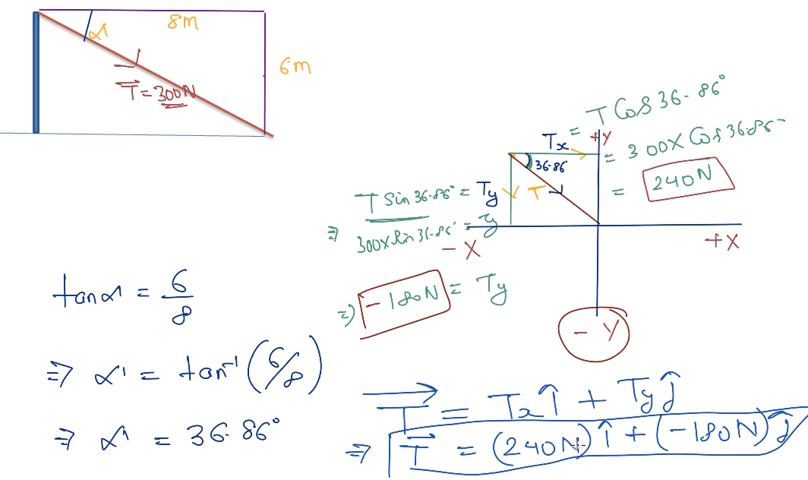 8m
α
6m
T = 300N
tanα = 6/8
⇒ α = tan⁻¹(6/8)
⇒ α = 36.86°
Tx = T Cos 36.86°
= 300 X Cos 36.86°
= 240N
+Y
36.86
T
T Sin 36.86° = Ty
⇒ 300 X Sin 36.86° = Ty
⇒ -180N = Ty
- X
+X
- Y
T = Tx î + Ty ĵ
⇒ T = (240N) î + (-180N) ĵ